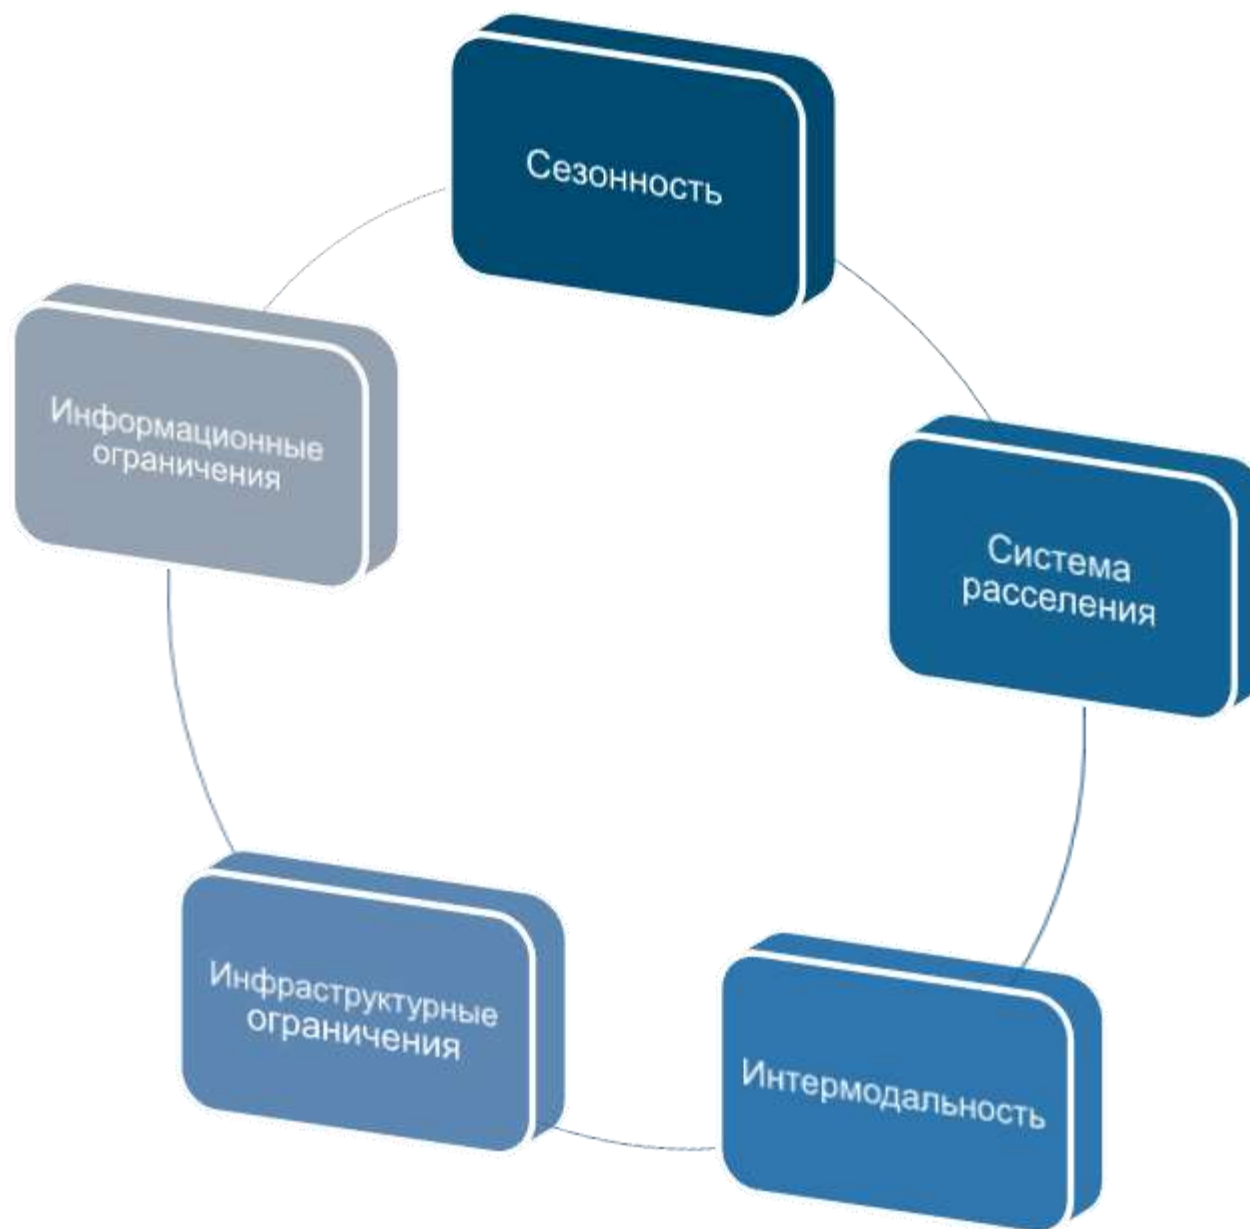 Сезонность
Система
расселения
Интермодальность
Инфраструктурные
ограничения
Информационные
ограничения